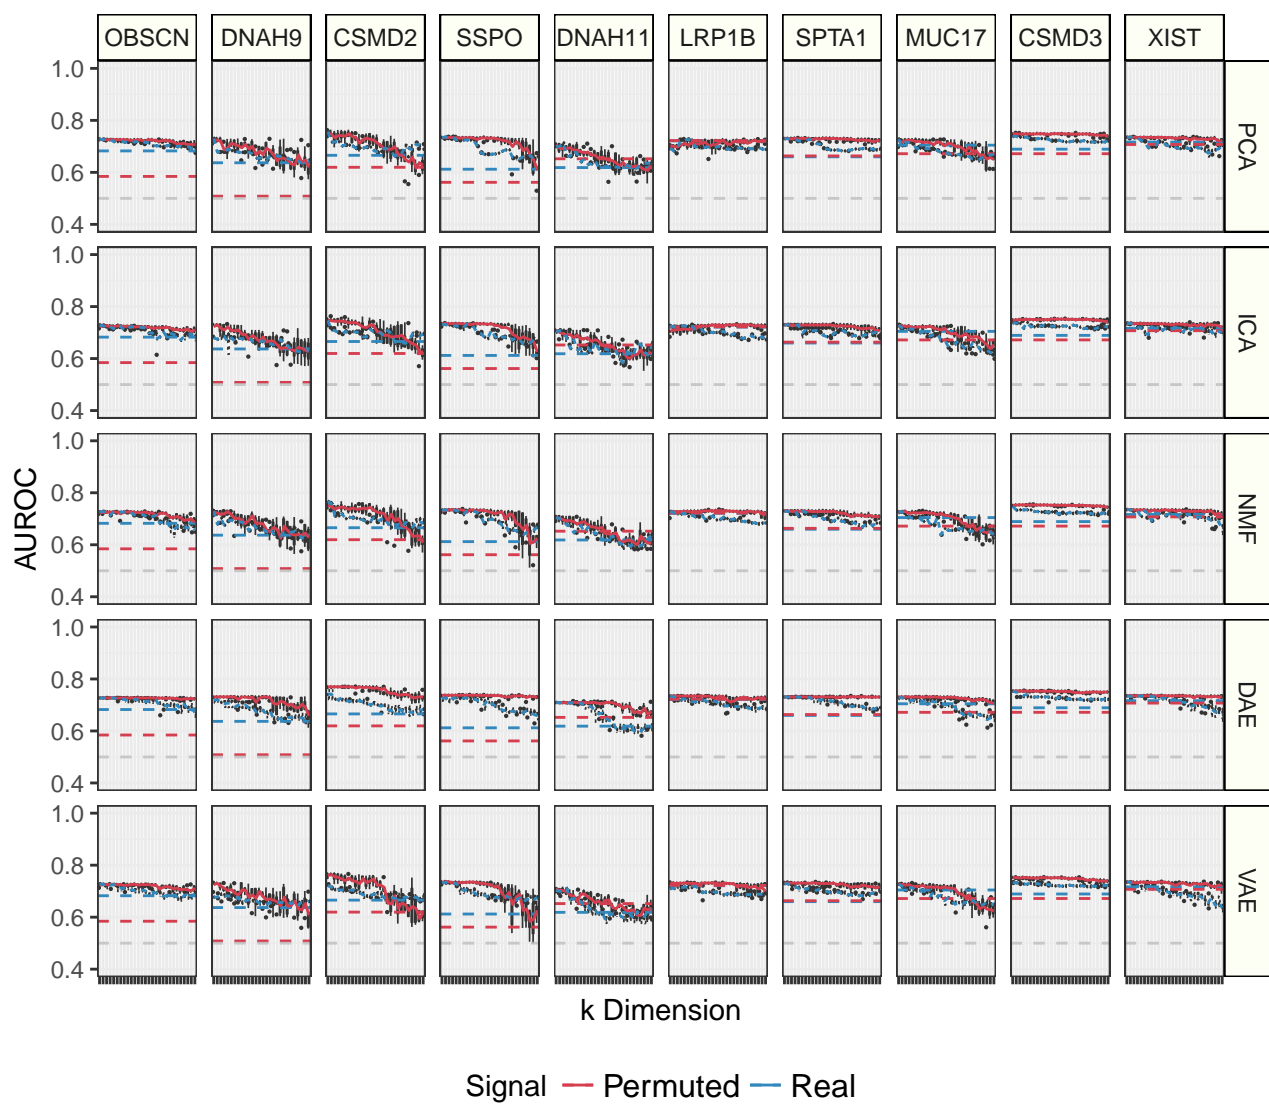 OBSCN DNAH9 CSMD2 SSPO DNAH11 LRP1B SPTA1 MUC17 CSMD3 XIST
1.0
0.8
0.6
0.4
PCA
1.0
0.8
0.6
0.4
ICA
1.0
0.8
0.6
0.4
NMF
1.0
0.8
0.6
0.4
DAE
1.0
0.8
0.6
0.4
VAE
AUROC
k Dimension
Signal Permuted Real